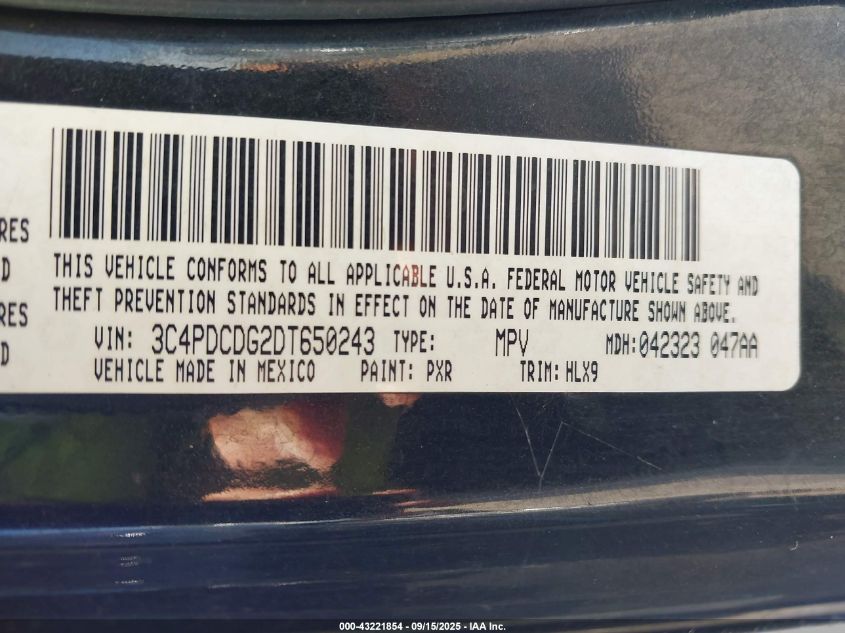 RES
D
RES
D
THIS VEHICLE CONFORMS TO ALL APPLICABLE U.S.A. FEDERAL MOTOR VEHICLE SAFETY AND
THEFT PREVENTION STANDARDS IN EFFECT ON THE DATE OF MANUFACTURE SHOWN ABOVE.
VIN: 3C4PDCDG2DT650243 TYPE: MPV MDH:042323 047AA
VEHICLE MADE IN MEXICO PAINT: PXR TRIM: HLX9
000-43221854 - 09/15/2025 - IAA Inc.